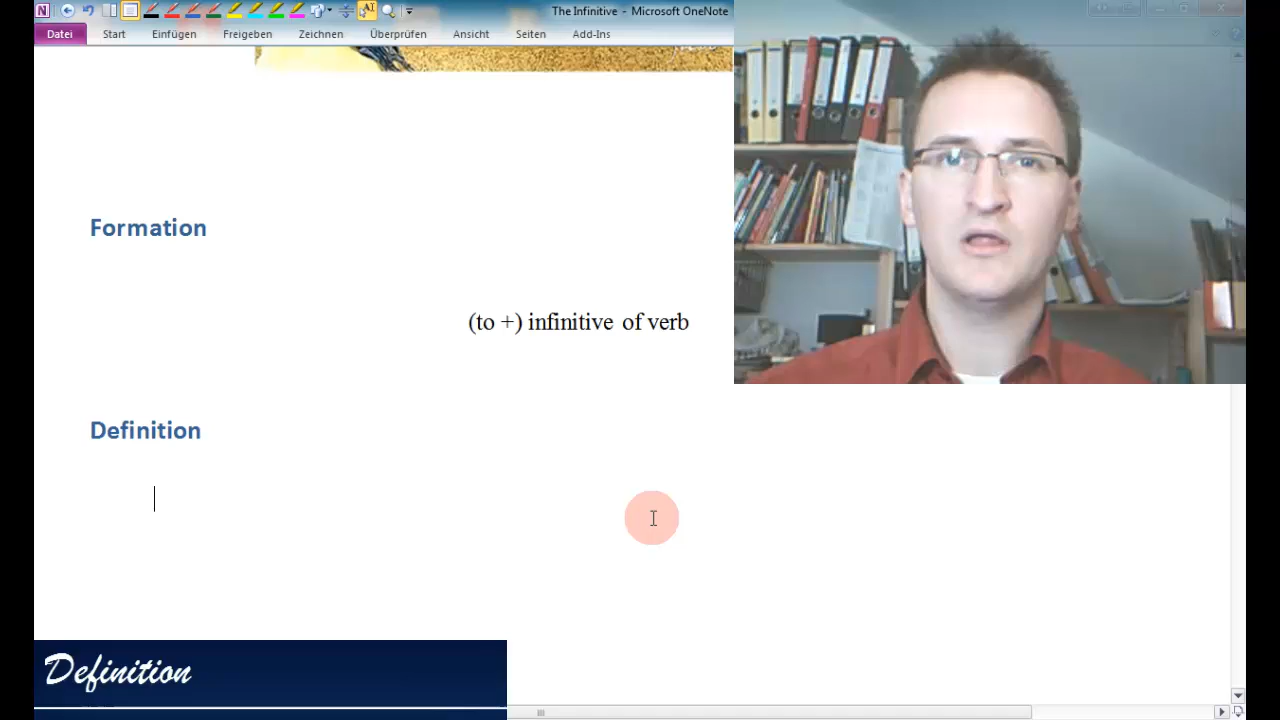 The Infinitive - Microsoft OneNote
Datei Start Einfügen Freigeben Zeichnen Überprüfen Ansicht Seiten Add-Ins
Formation
(to +) infinitive of verb
Definition
Definition